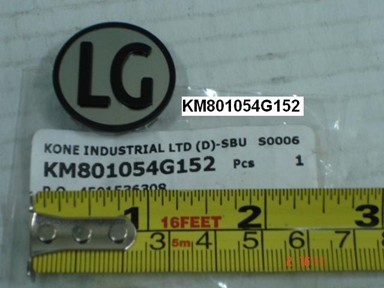 LG
KM801054G152
KONE INDUSTRIAL LTD (D)-SBU S0006
KM801054G152 Pcs 1
P.O. 4501536308
1 16FEET 2 3
3 5m 4 5 6 7